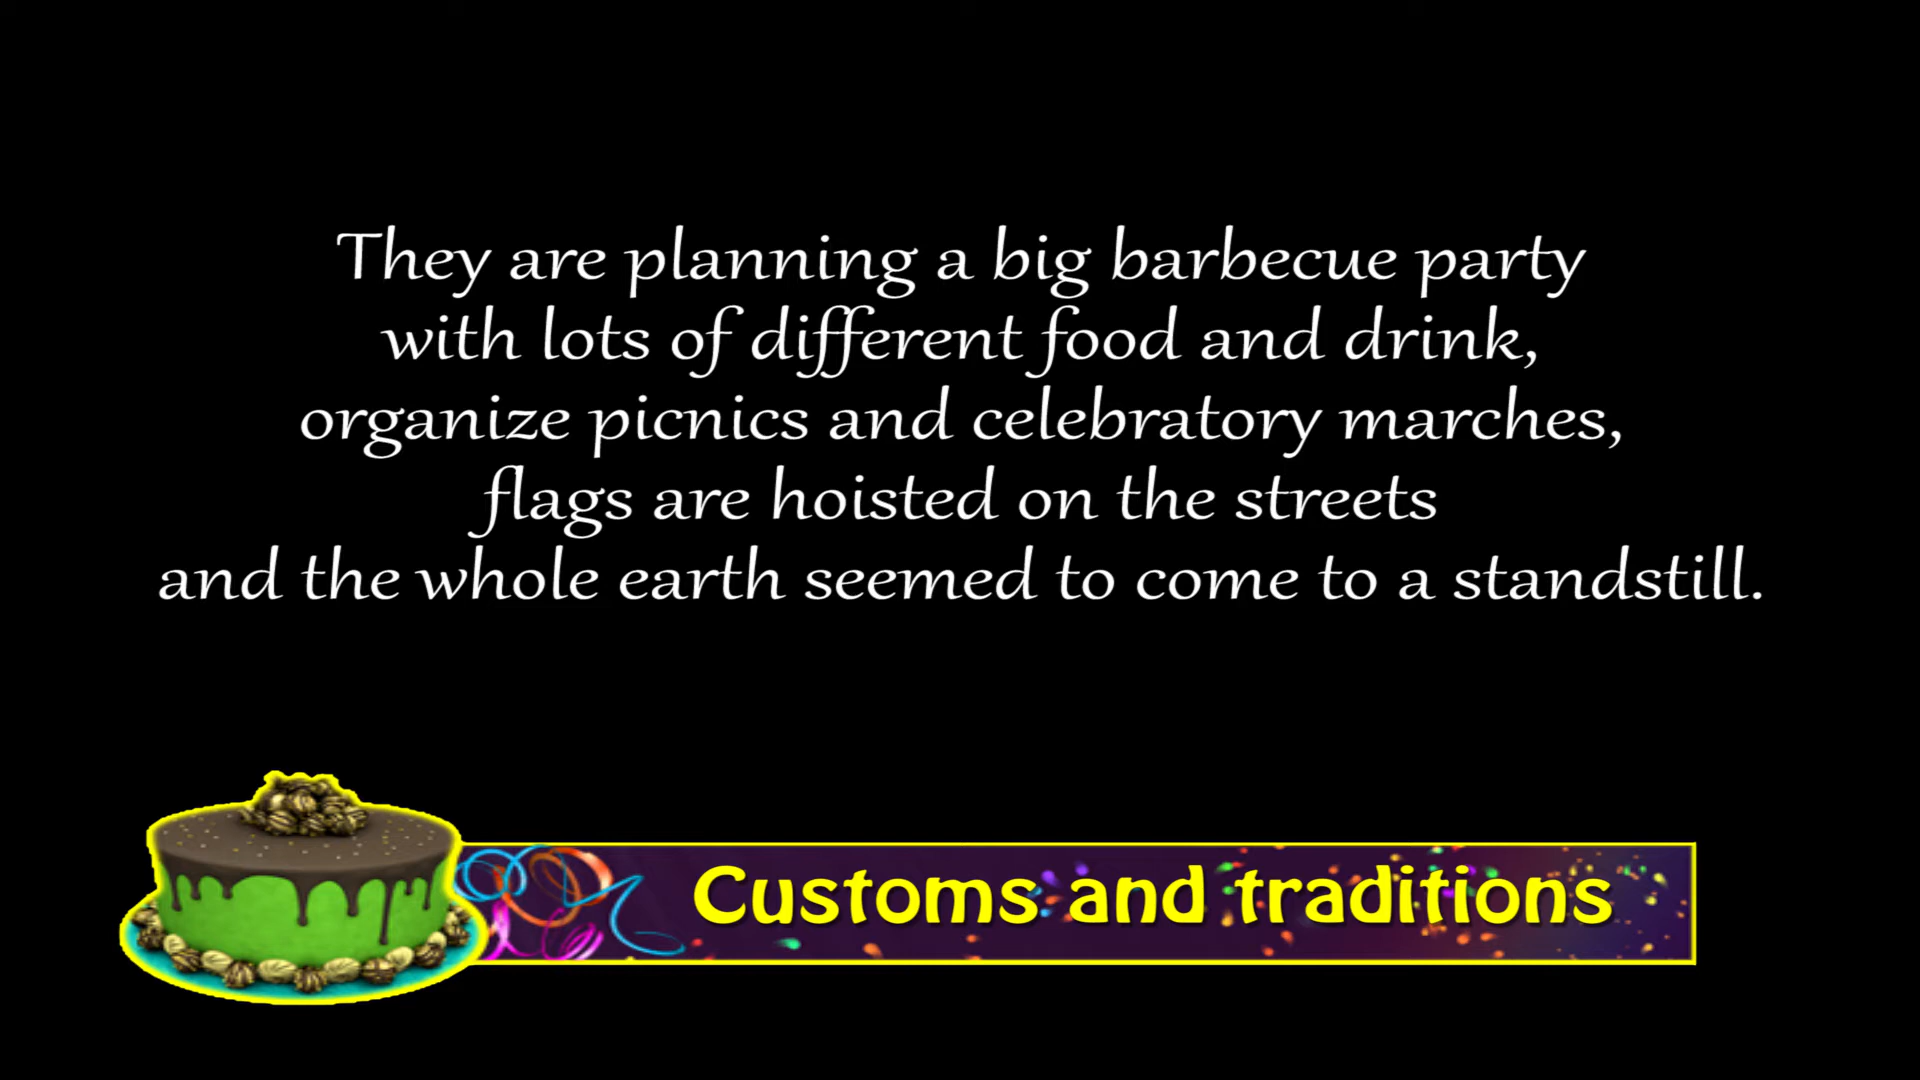 They are planning a big barbecue party
with lots of different food and drink,
organize picnics and celebratory marches,
flags are hoisted on the streets
and the whole earth seemed to come to a standstill.
Customs and traditions